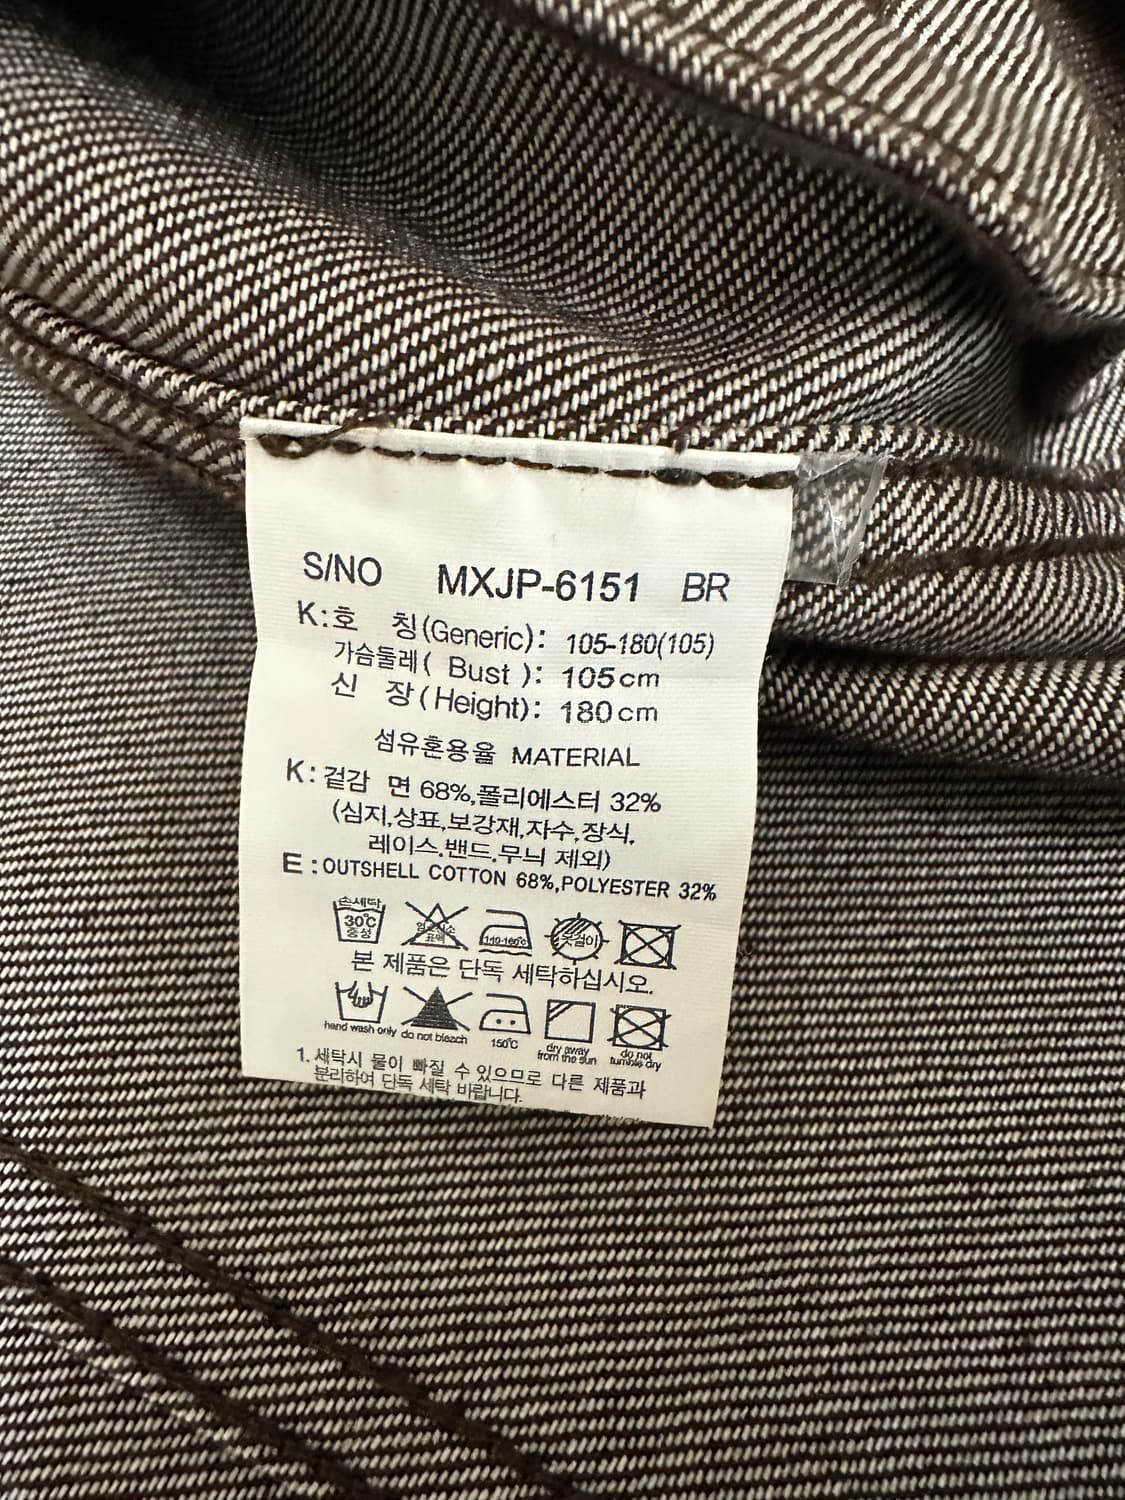 S/NO MXJP-6151 BR
K:호 칭(Generic): 105-180(105)
가슴둘레( Bust ): 105cm
신 장(Height): 180cm
섬유혼용율 MATERIAL
K:겉감 면 68%,폴리에스터 32%
(심지,상표,보강재,자수,장식,
레이스,밴드,무늬 제외)
E:OUTSHELL COTTON 68%,POLYESTER 32%
손세탁
30℃
중성
표백
140-160℃
옷걸이
본 제품은 단독 세탁하십시오.
hand wash only do not bleach 150℃ dry away from the sun do not tumble dry
1.세탁시 물이 빠질 수 있으므로 다른 제품과
분리하여 단독 세탁 바랍니다.